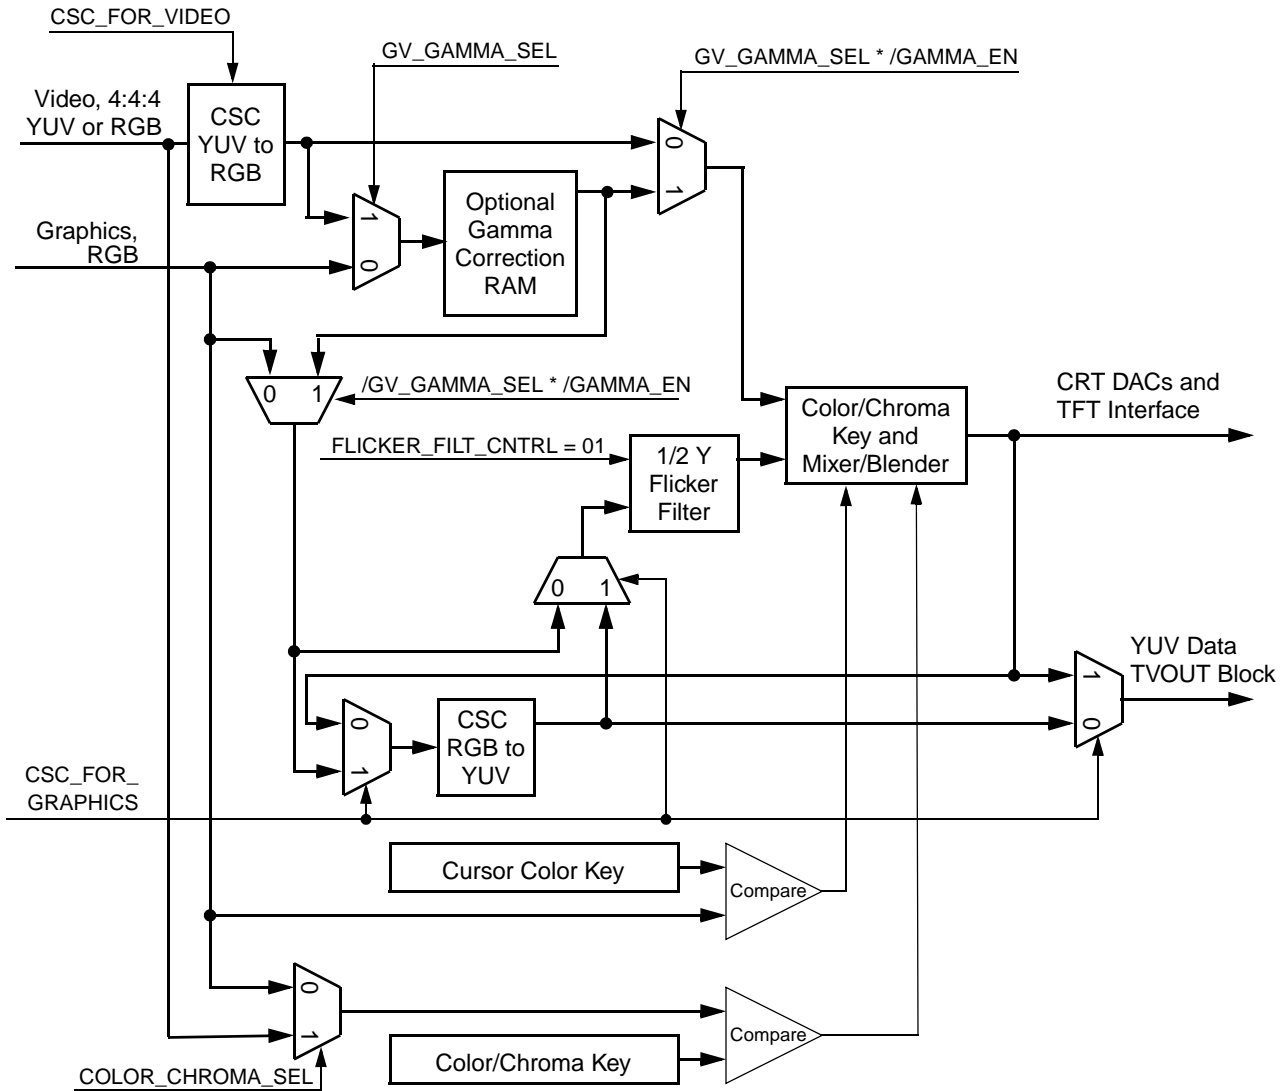 CSC_FOR_VIDEO
GV_GAMMA_SEL
GV_GAMMA_SEL * /GAMMA_EN
Video, 4:4:4
YUV or RGB
CSC
YUV to
RGB
0
1
Graphics,
RGB
1
0
Optional
Gamma
Correction
RAM
0 1
/GV_GAMMA_SEL * /GAMMA_EN
CRT DACs and
TFT Interface
Color/Chroma
Key and
Mixer/Blender
FLICKER_FILT_CNTRL = 01
1/2 Y
Flicker
Filter
0 1
YUV Data
TVOUT Block
1
0
0
1
CSC
RGB to
YUV
CSC_FOR_
GRAPHICS
Cursor Color Key
Compare
0
1
Compare
Color/Chroma Key
COLOR_CHROMA_SEL